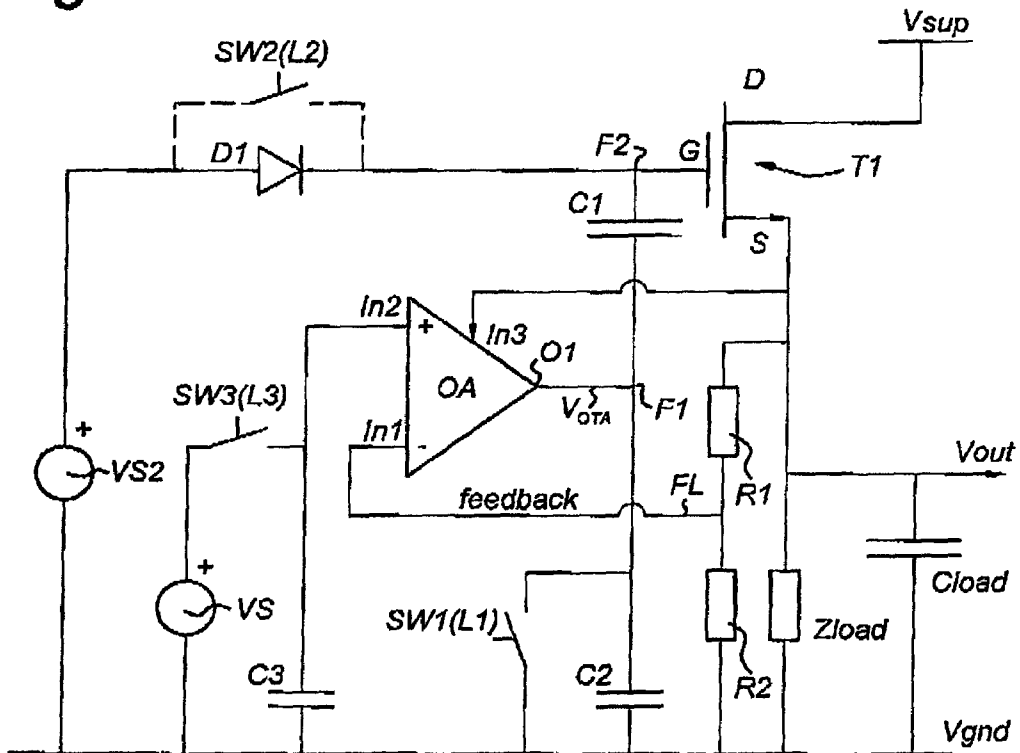 g
Vsup
SW2(L2)
D
D1
F2
G
T1
C1
S
In2
+
In3
O1
OA
SW3(L3)
VOTA
F1
In1
-
+
VS2
feedback
FL
R1
Vout
+
VS
SW1(L1)
Cload
Zload
C3
C2
R2
Vgnd